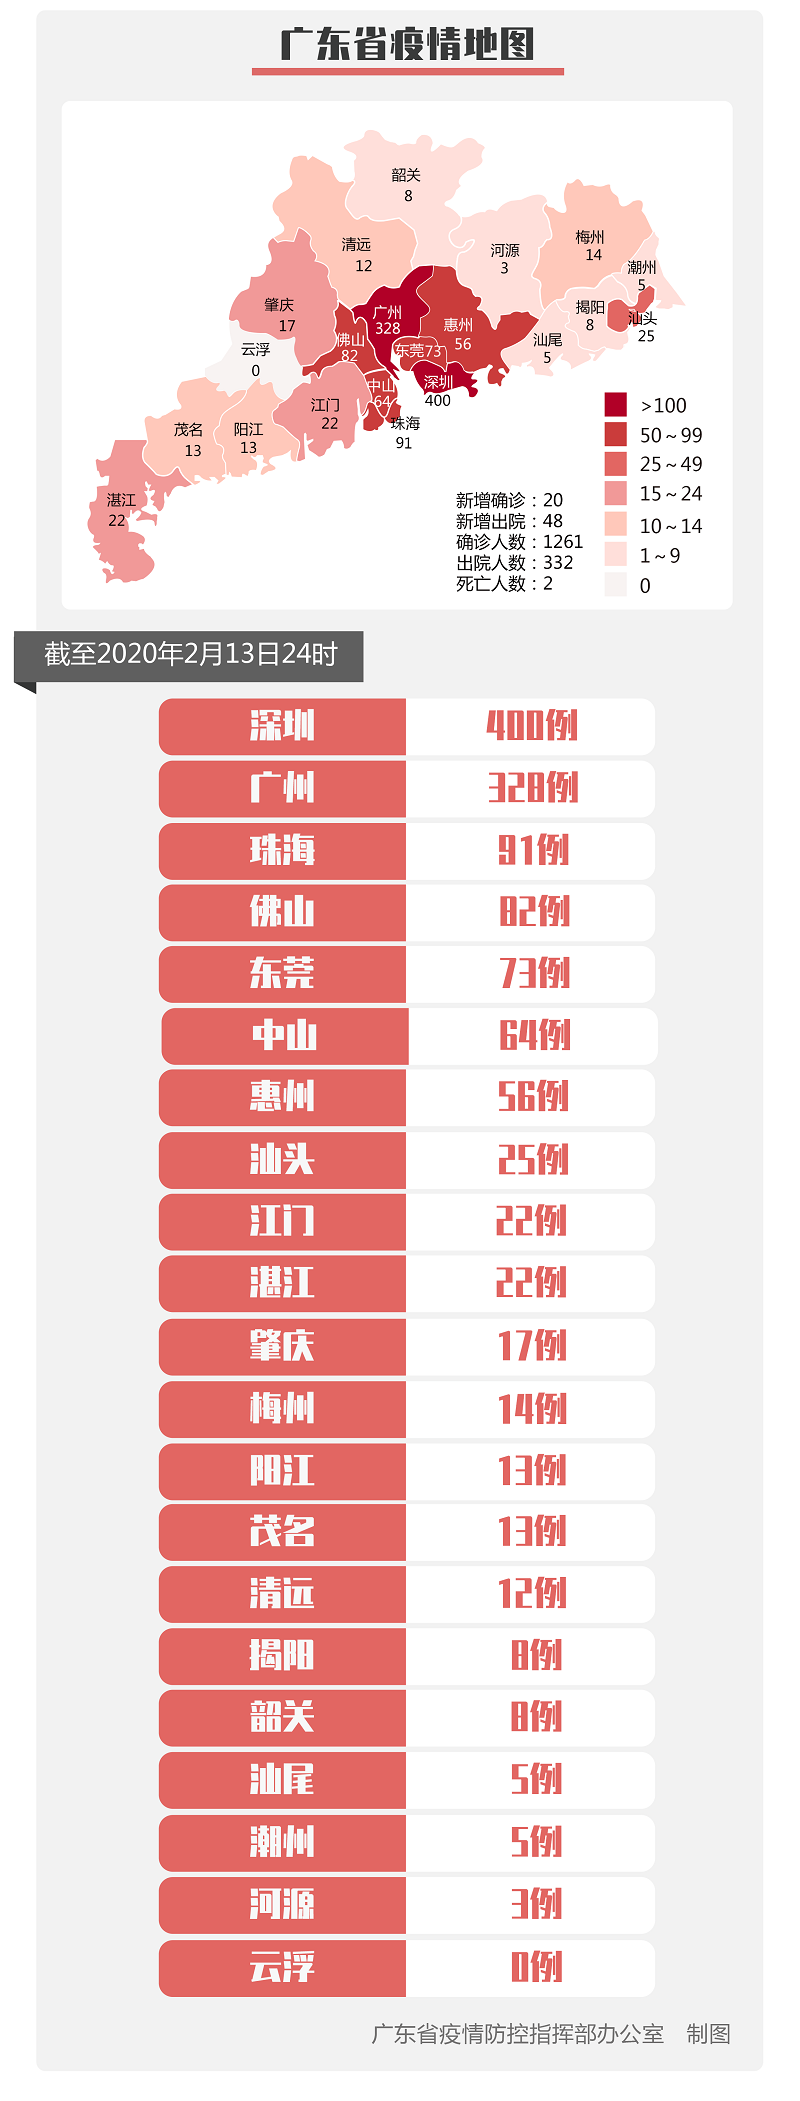 广东省疫情地图
韶关
8
清远
12
河源
3
梅州
14
潮州
5
肇庆
17
广州
328
惠州
56
揭阳
8
汕头
25
云浮
0
佛山
82
东莞73
汕尾
5
中山
64
深圳
400
江门
22
珠海
91
茂名
13
阳江
13
湛江
22
>100
50～99
25～49
15～24
10～14
1～9
0
新增确诊：20
新增出院：48
确诊人数：1261
出院人数：332
死亡人数：2
截至2020年2月13日24时
深圳 400例
广州 328例
珠海 91例
佛山 82例
东莞 73例
中山 64例
惠州 56例
汕头 25例
江门 22例
湛江 22例
肇庆 17例
梅州 14例
阳江 13例
茂名 13例
清远 12例
揭阳 8例
韶关 8例
汕尾 5例
潮州 5例
河源 3例
云浮 0例
广东省疫情防控指挥部办公室 制图